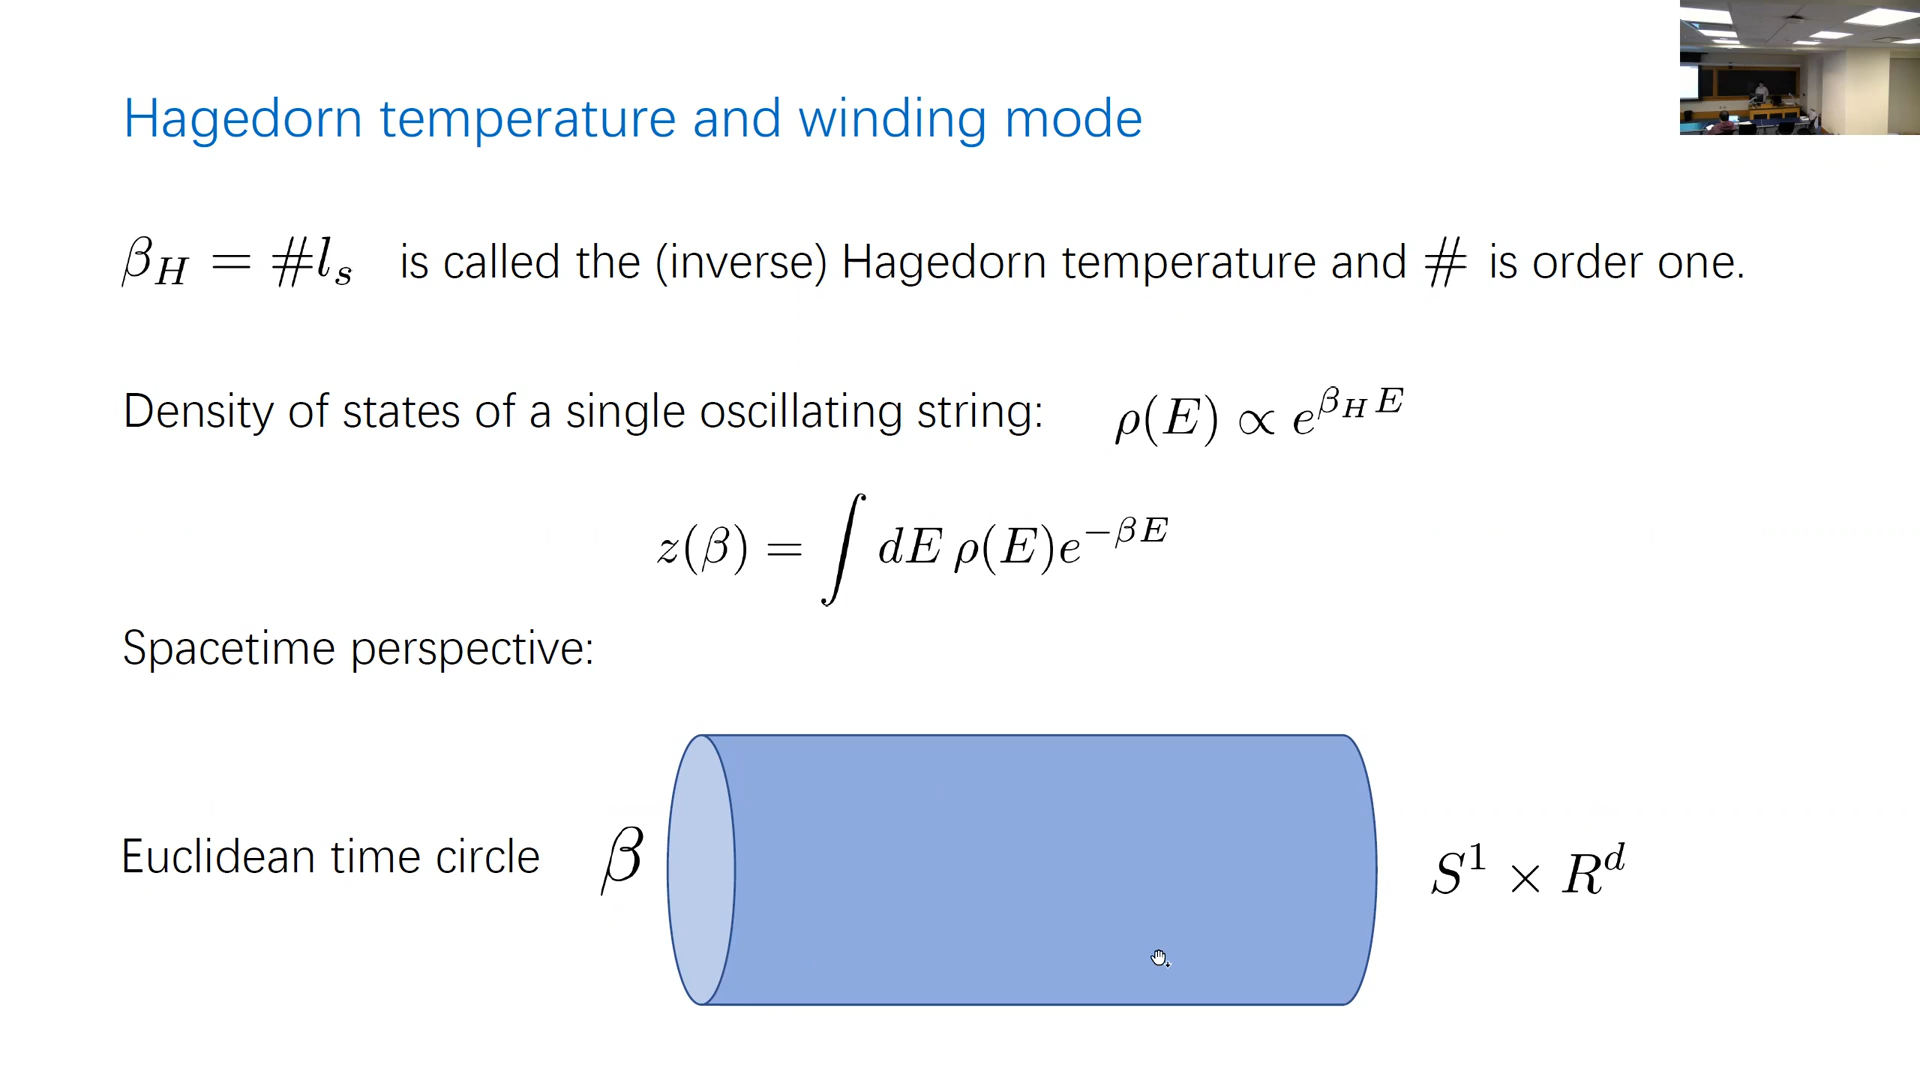 Hagedorn temperature and winding mode
β_H = #l_s is called the (inverse) Hagedorn temperature and # is order one.
Density of states of a single oscillating string: ρ(E) ∝ e^{β_H E}
z(β) = ∫ dE ρ(E)e^{−βE}
Spacetime perspective:
Euclidean time circle β S^1 × R^d